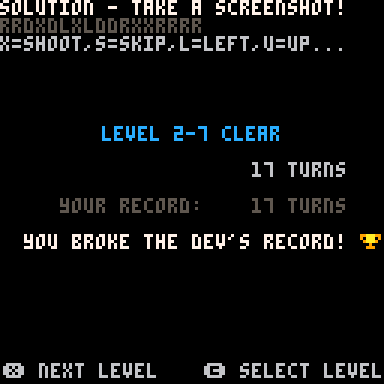 SOLUTION - TAKE A SCREENSHOT!
RRDXDLXLDDRXXRRRR
X=SHOOT,S=SKIP,L=LEFT,U=UP...
LEVEL 2-7 CLEAR
17 TURNS
YOUR RECORD: 17 TURNS
YOU BROKE THE DEV'S RECORD!
X NEXT LEVEL C SELECT LEVEL